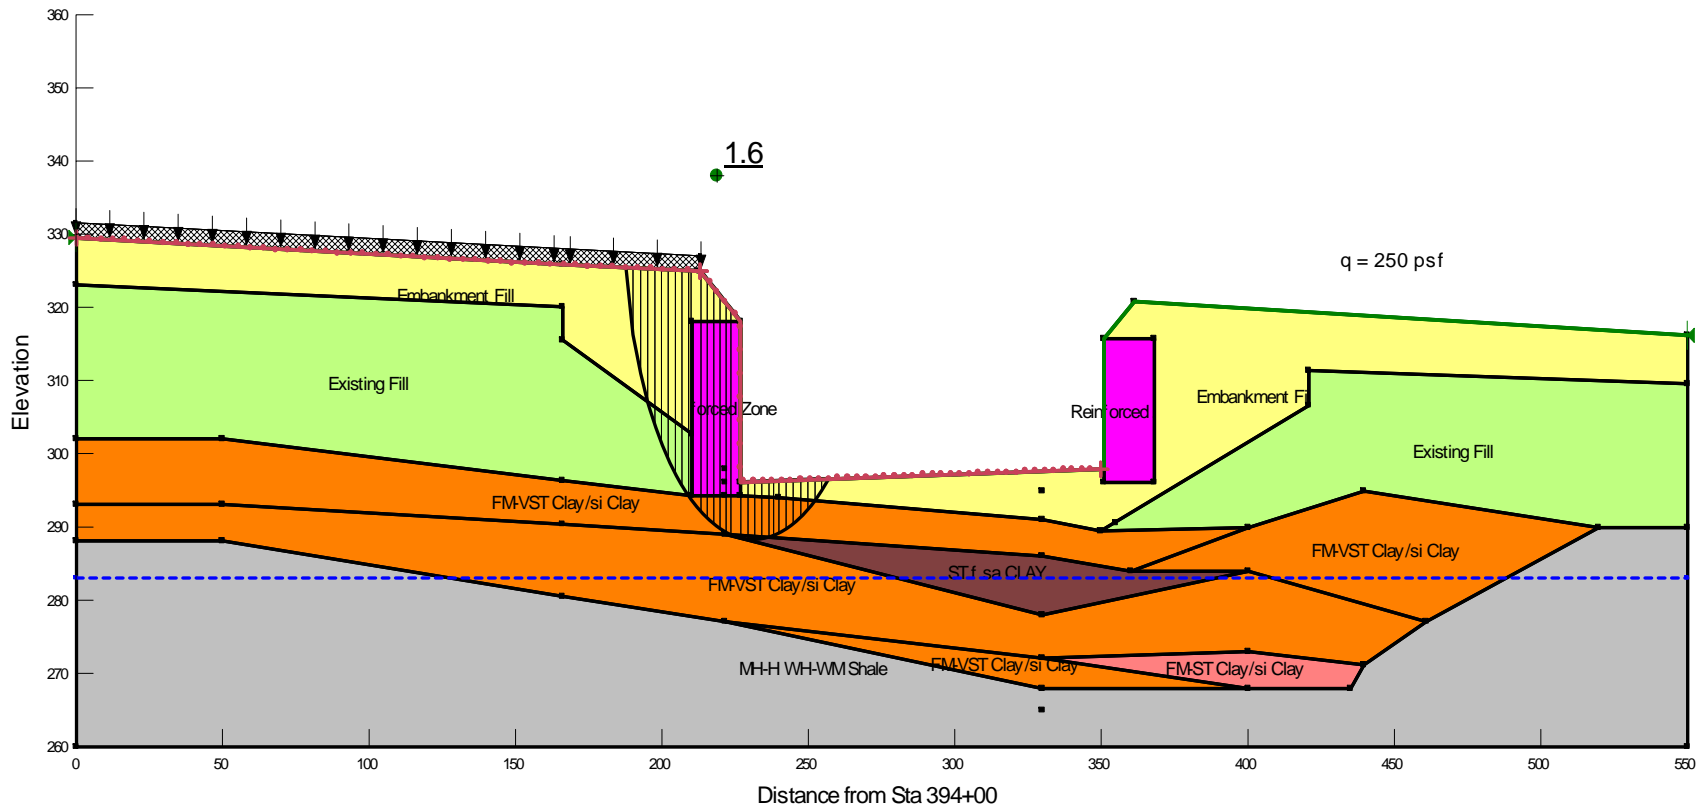 360
350
340
1.6
330
q = 250 psf
320
Embankment Fill
310
Existing Fill
Elevation
forced Zone
Reinforced
Embankment Fi
300
Existing Fill
FM-VST Clay/si Clay
290
FM-VST Clay/si Clay
ST f. sa CLAY
FM-VST Clay/si Clay
280
270
MH-H WH-WM Shale
FM-VST Clay/si Clay
FM-ST Clay/si Clay
260
0 50 100 150 200 250 300 350 400 450 500 550
Distance from Sta 394+00